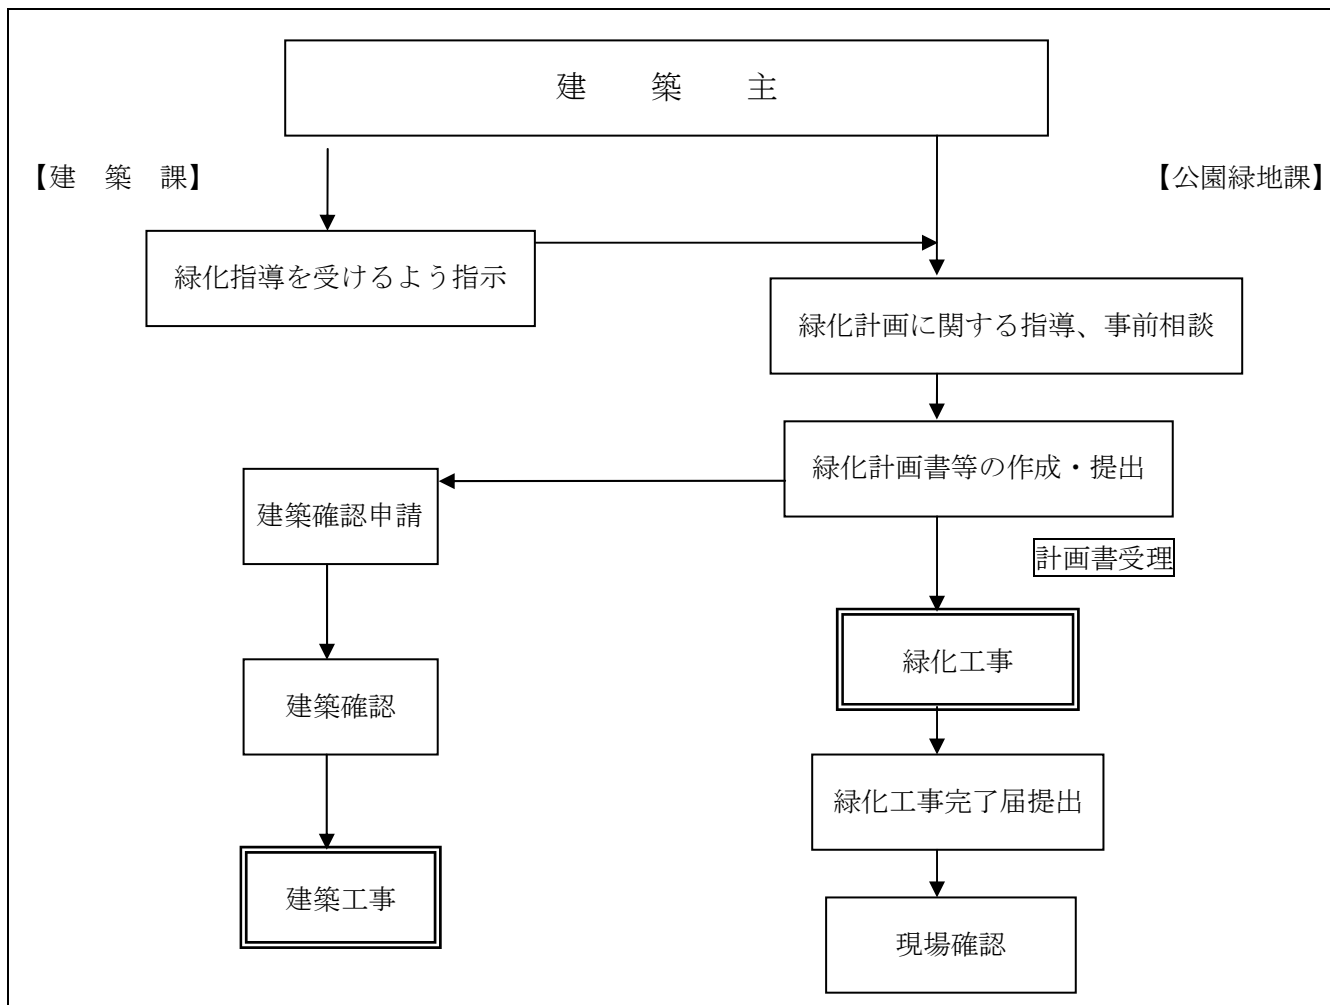 建　築　主
【建　築　課】
【公園緑地課】
緑化指導を受けるよう指示
緑化計画に関する指導、事前相談
緑化計画書等の作成・提出
建築確認申請
計画書受理
緑化工事
建築確認
緑化工事完了届提出
建築工事
現場確認